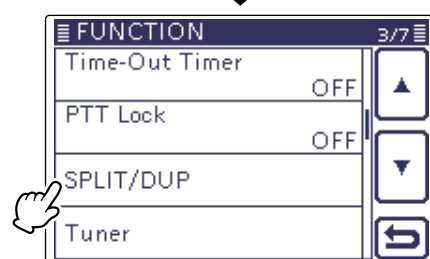 FUNCTION 3/7
Time-Out Timer
OFF
PTT Lock
OFF
SPLIT/DUP
Tuner